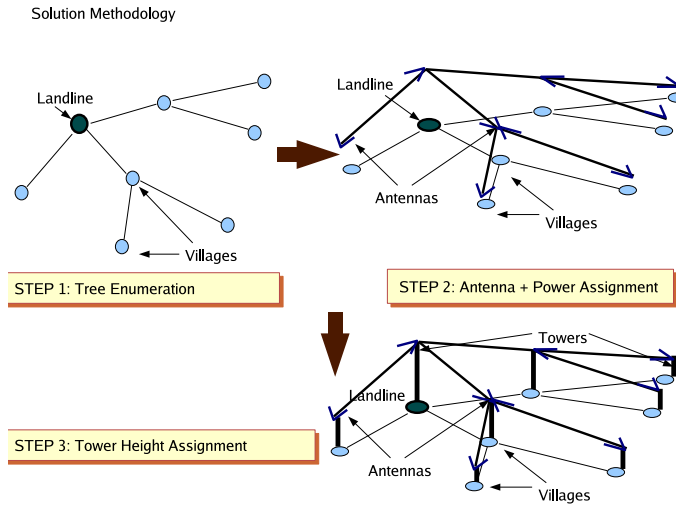 Solution Methodology
Landline
Villages
STEP 1: Tree Enumeration
Landline
Antennas
Villages
STEP 2: Antenna + Power Assignment
Towers
Landline
Antennas
Villages
STEP 3: Tower Height Assignment